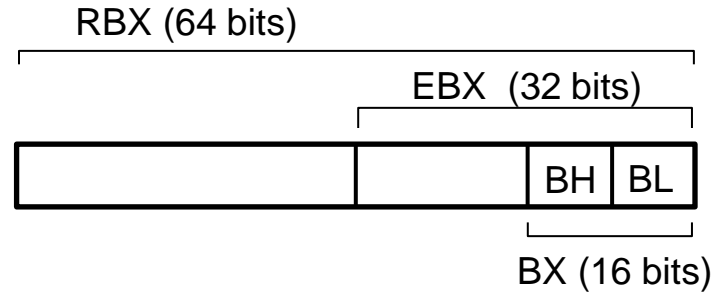 RBX (64 bits)
EBX (32 bits)
BH BL
BX (16 bits)